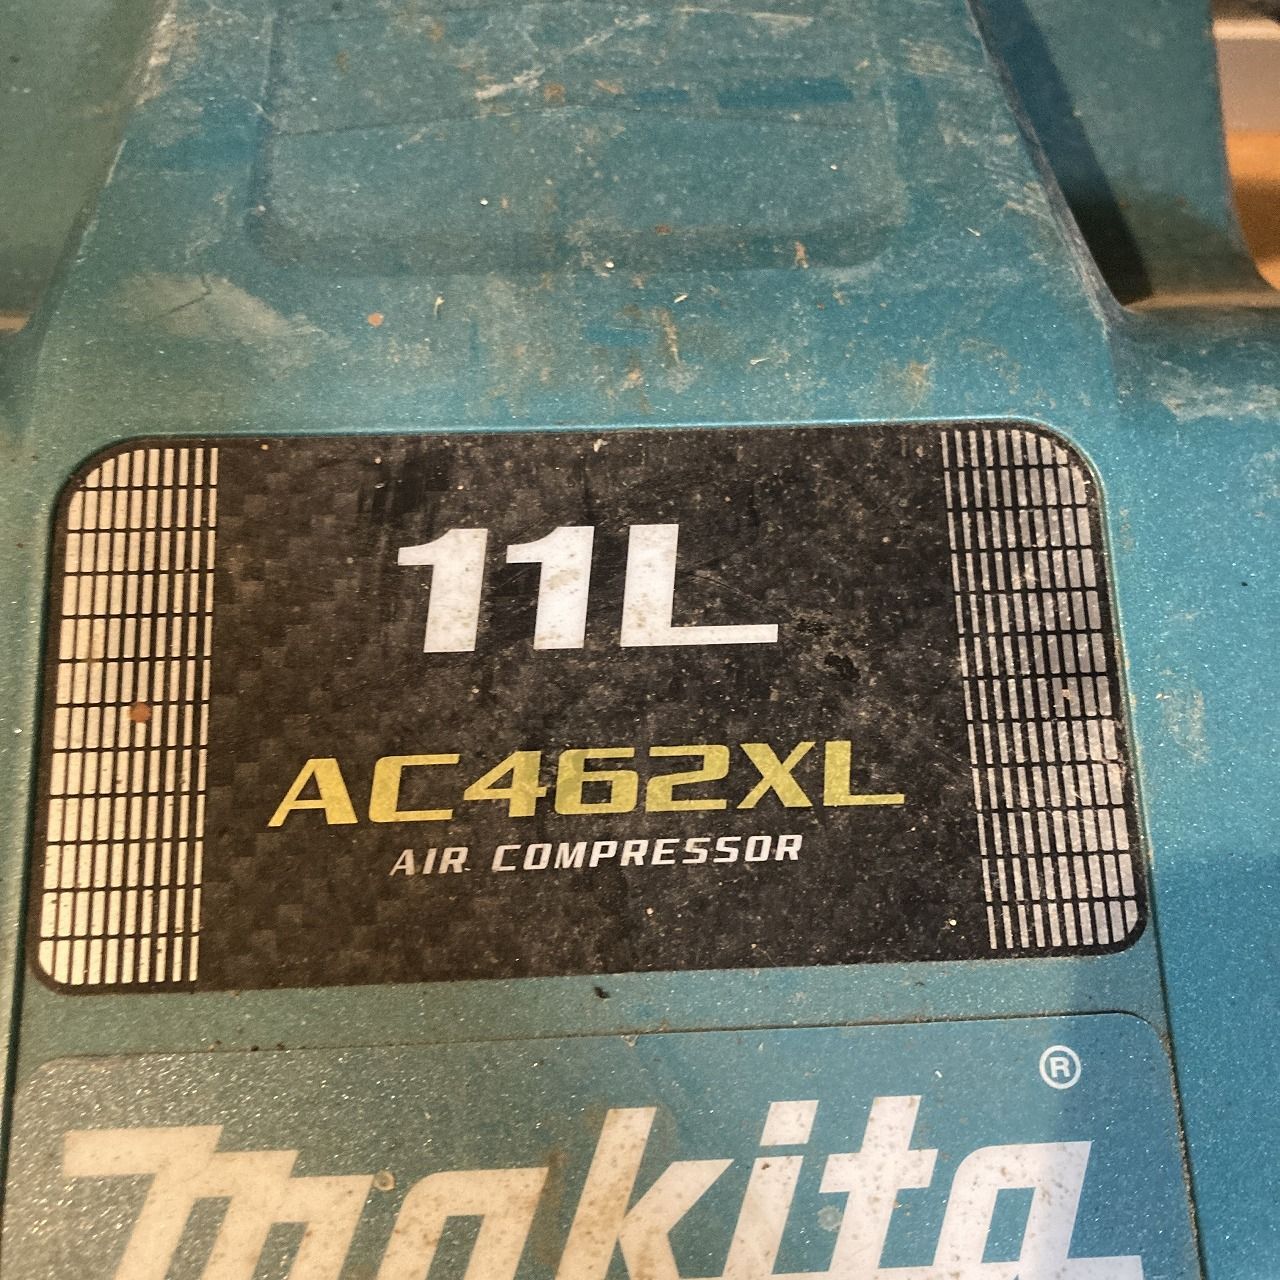 11L
AC462XL
AIR COMPRESSOR
®
makita